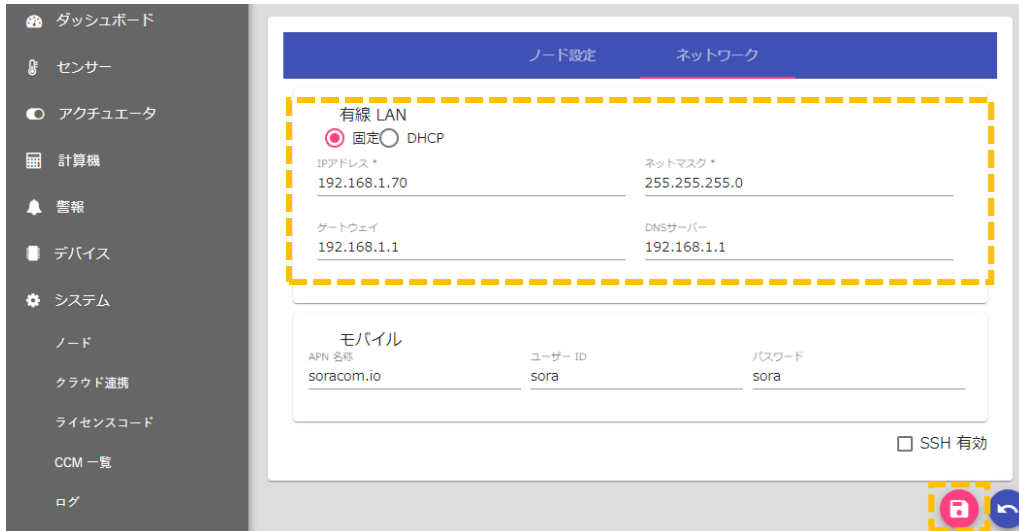 ダッシュボード
センサー
アクチュエータ
計算機
警報
デバイス
システム
ノード
クラウド連携
ライセンスコード
CCM 一覧
ログ
ノード設定 ネットワーク
有線 LAN
固定 DHCP
IPアドレス * ネットマスク *
192.168.1.70 255.255.255.0
ゲートウェイ DNSサーバー
192.168.1.1 192.168.1.1
モバイル
APN 名称 ユーザー ID パスワード
soracom.io sora sora
SSH 有効